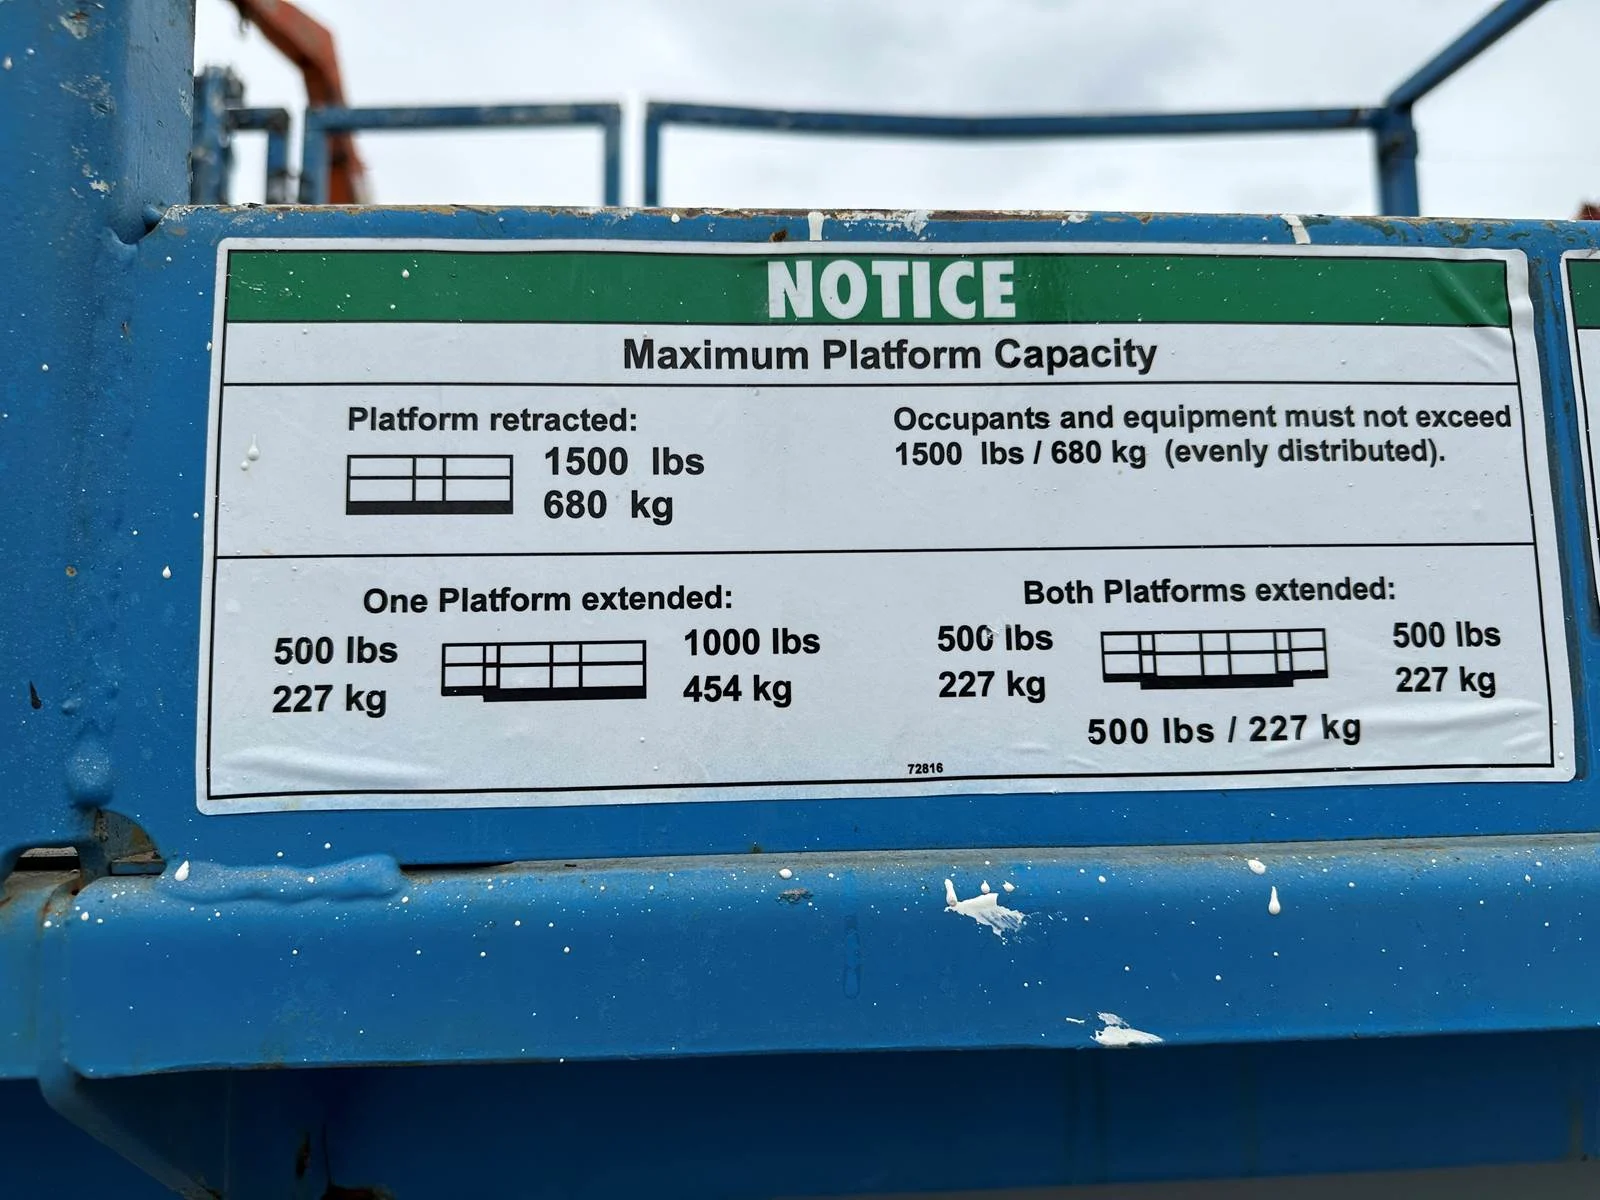 NOTICE
Maximum Platform Capacity
Platform retracted:
1500 lbs
680 kg
Occupants and equipment must not exceed
1500 lbs / 680 kg (evenly distributed).
One Platform extended:
500 lbs
227 kg
1000 lbs
454 kg
Both Platforms extended:
500 lbs
227 kg
500 lbs
227 kg
500 lbs / 227 kg
72816